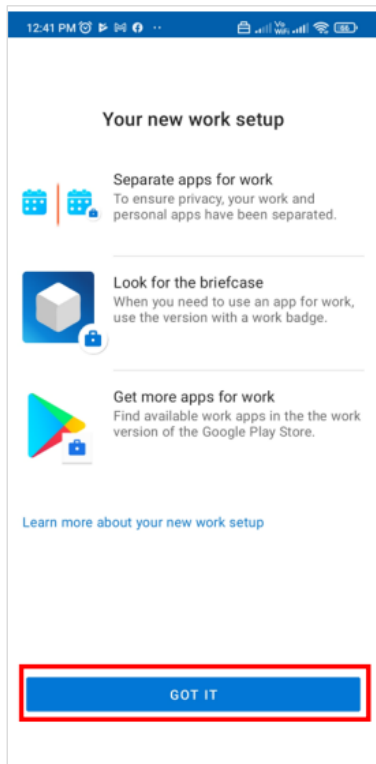 12:41 PM
Vo
WiFi
56
Your new work setup
Separate apps for work
To ensure privacy, your work and
personal apps have been separated.
Look for the briefcase
When you need to use an app for work,
use the version with a work badge.
Get more apps for work
Find available work apps in the the work
version of the Google Play Store.
Learn more about your new work setup
GOT IT